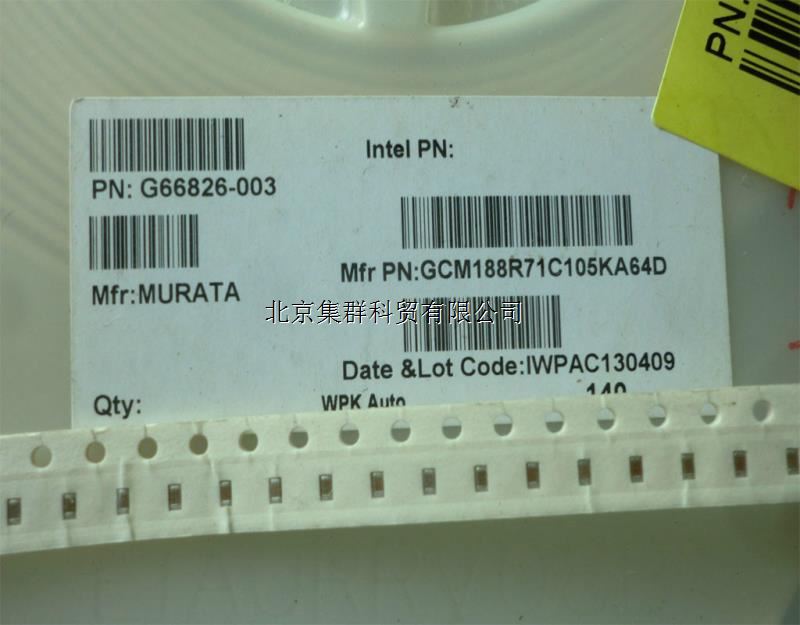 PN:
Intel PN:
PN: G66826-003
Mfr PN:GCM188R71C105KA64D
Mfr:MURATA
北京集群科贸有限公司
Date &Lot Code:IWPAC130409
Qty:
WPK Auto
140